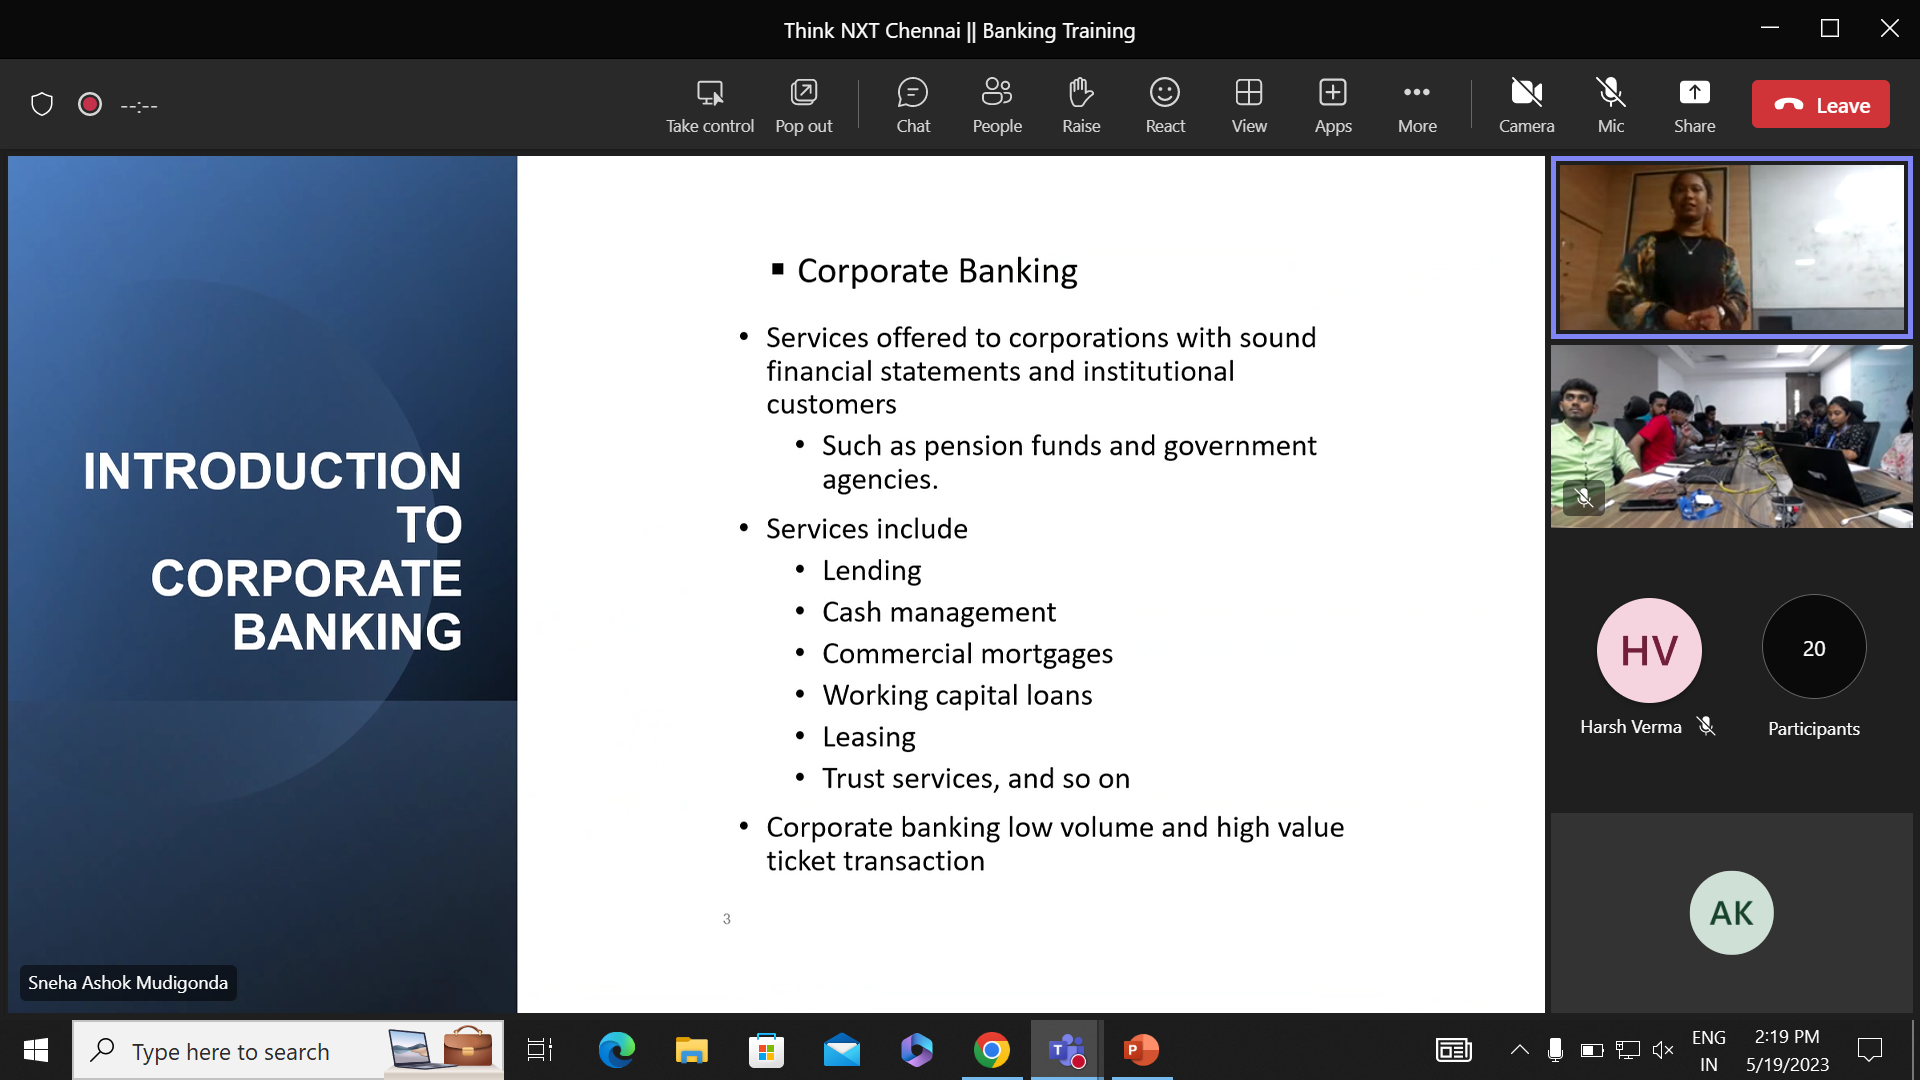 Think NXT Chennai || Banking Training
--:--
Take control
Pop out
Chat
People
Raise
React
View
Apps
More
Camera
Mic
Share
Leave
INTRODUCTION
TO
CORPORATE
BANKING
Sneha Ashok Mudigonda
▪ Corporate Banking
• Services offered to corporations with sound
financial statements and institutional
customers
• Such as pension funds and government
agencies.
• Services include
• Lending
• Cash management
• Commercial mortgages
• Working capital loans
• Leasing
• Trust services, and so on
• Corporate banking low volume and high value
ticket transaction
3
HV
Harsh Verma
20
Participants
AK
Type here to search
T
P
ENG
IN
2:19 PM
5/19/2023